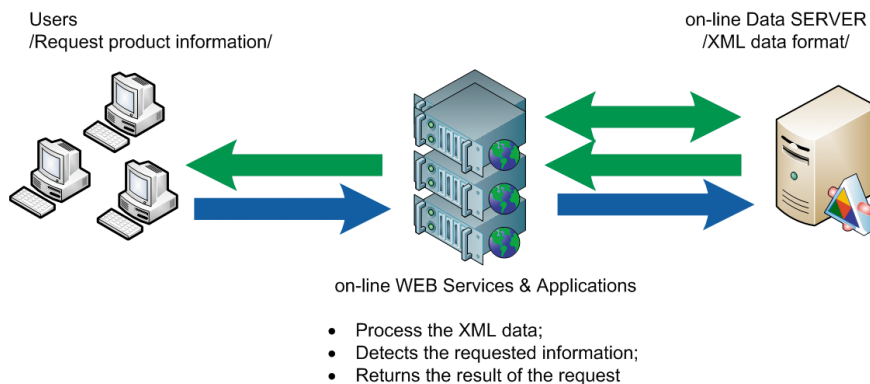 Users
/Request product information/
on-line Data SERVER
/XML data format/
on-line WEB Services & Applications
• Process the XML data;
• Detects the requested information;
• Returns the result of the request